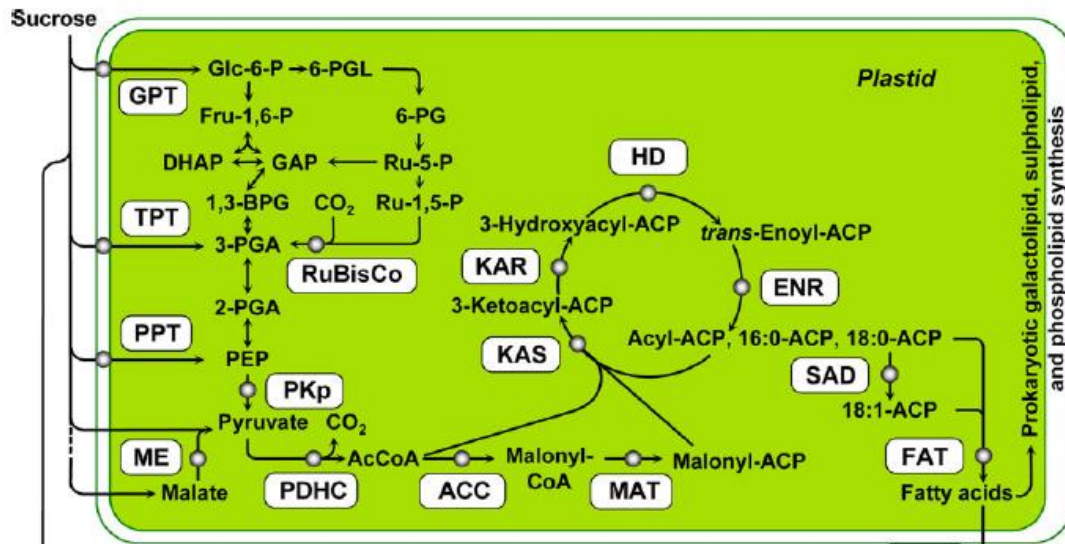 Sucrose
Plastid
Glc-6-P
6-PGL
GPT
Fru-1,6-P
6-PG
HD
DHAP
GAP
Ru-5-P
1,3-BPG
CO2
Ru-1,5-P
TPT
3-Hydroxyacyl-ACP
trans-Enoyl-ACP
3-PGA
RuBisCo
KAR
ENR
2-PGA
3-Ketoacyl-ACP
PPT
KAS
Acyl-ACP, 16:0-ACP, 18:0-ACP
PEP
SAD
PKp
18:1-ACP
Pyruvate
CO2
ME
AcCoA
Malonyl-
CoA
Malonyl-ACP
FAT
Malate
PDHC
ACC
MAT
Fatty acids
Prokaryotic galactolipid, sulpholipid,
and phospholipid synthesis